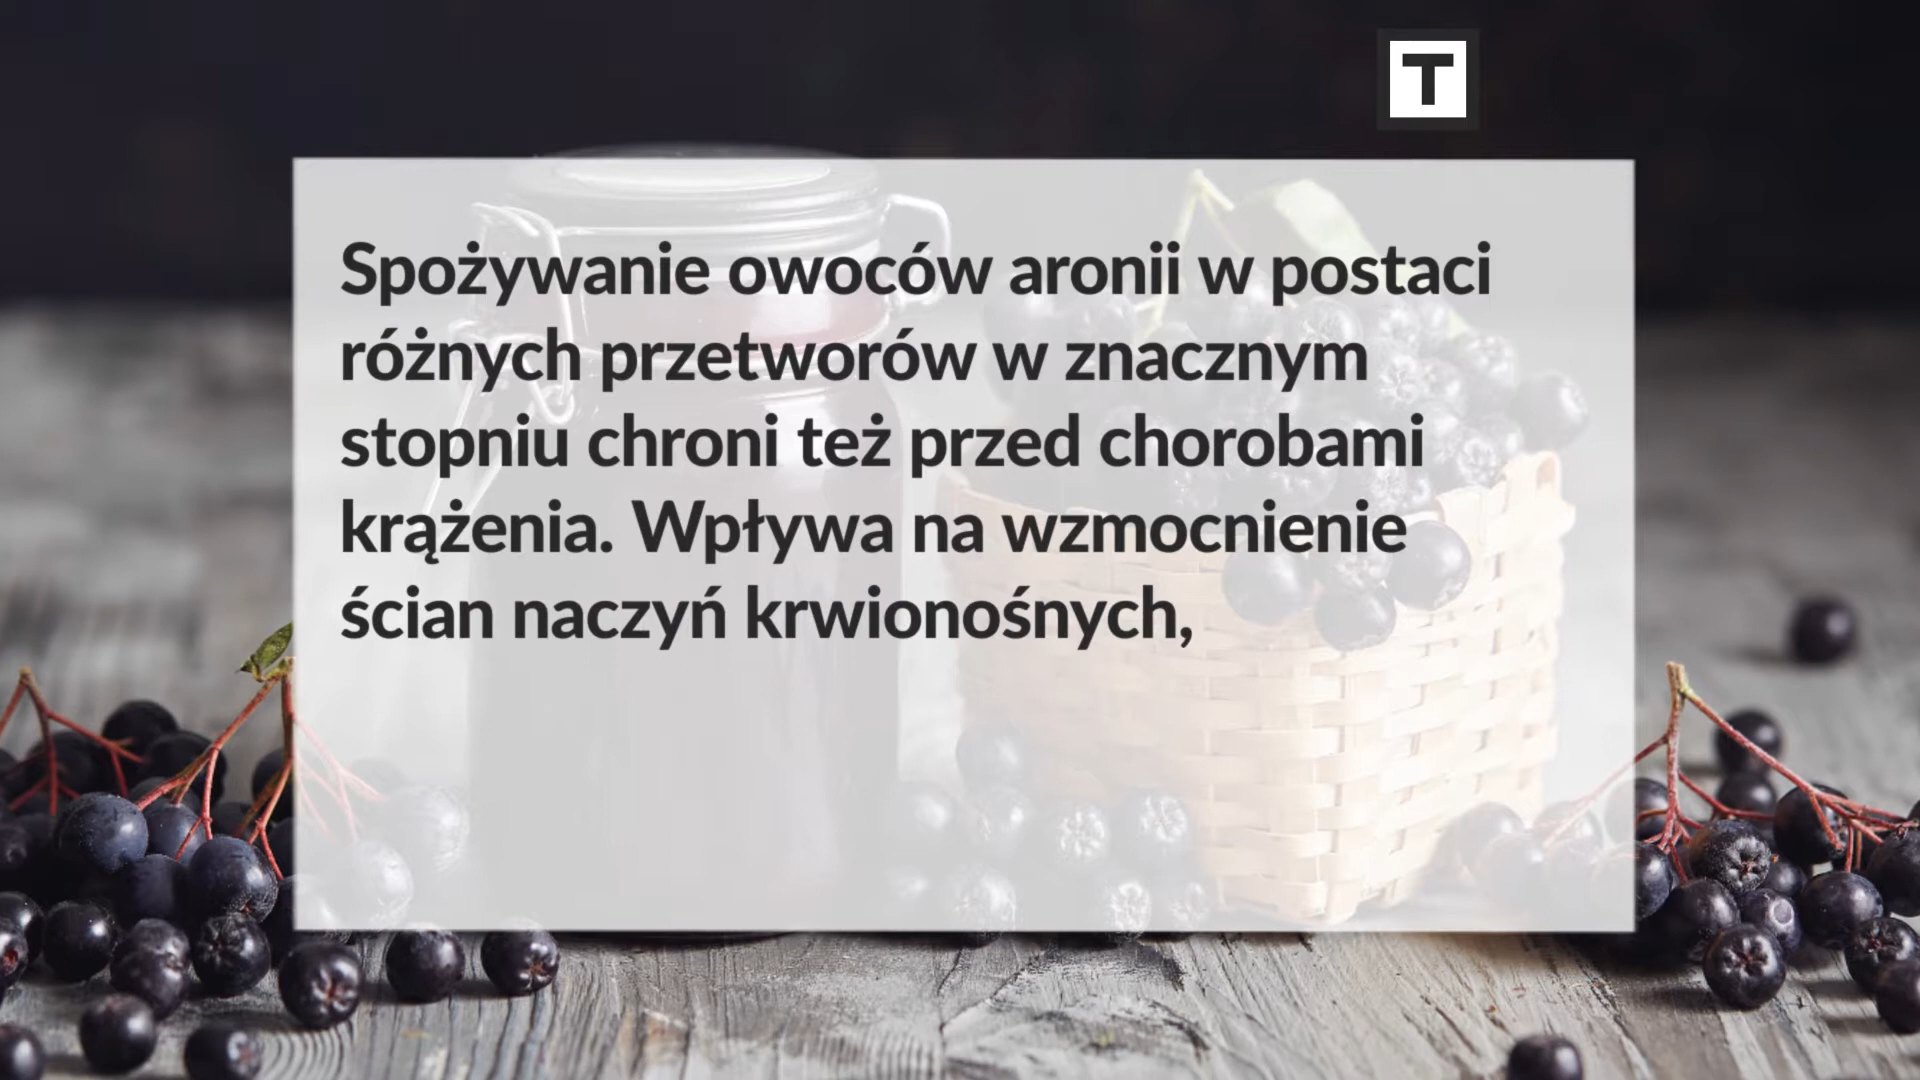 T
Spożywanie owoców aronii w postaci
różnych przetworów w znacznym
stopniu chroni też przed chorobami
krążenia. Wpływa na wzmocnienie
ścian naczyń krwionośnych,